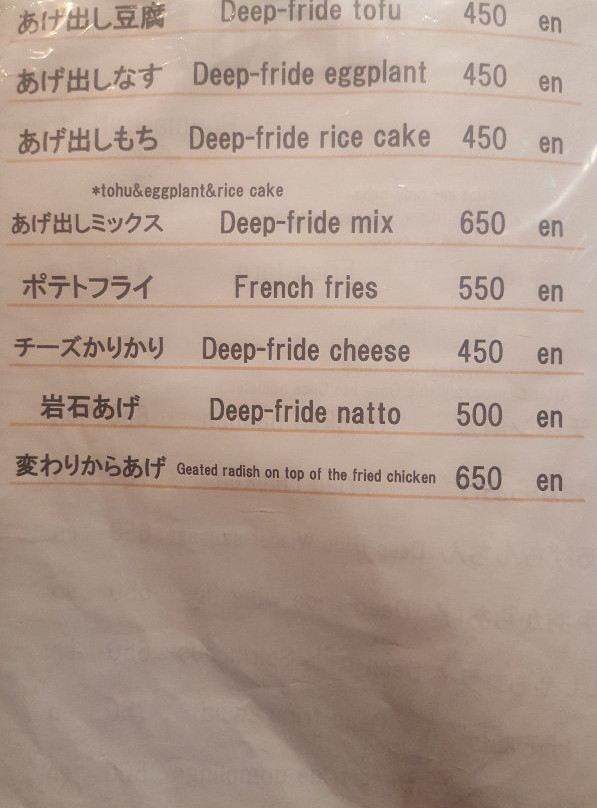 あげ出し豆腐 Deep-fride tofu 450 en
あげ出しなす Deep-fride eggplant 450 en
あげ出しもち Deep-fride rice cake 450 en
*tohu&eggplant&rice cake
あげ出しミックス Deep-fride mix 650 en
ポテトフライ French fries 550 en
チーズかりかり Deep-fride cheese 450 en
岩石あげ Deep-fride natto 500 en
変わりからあげ Geated radish on top of the fried chicken 650 en